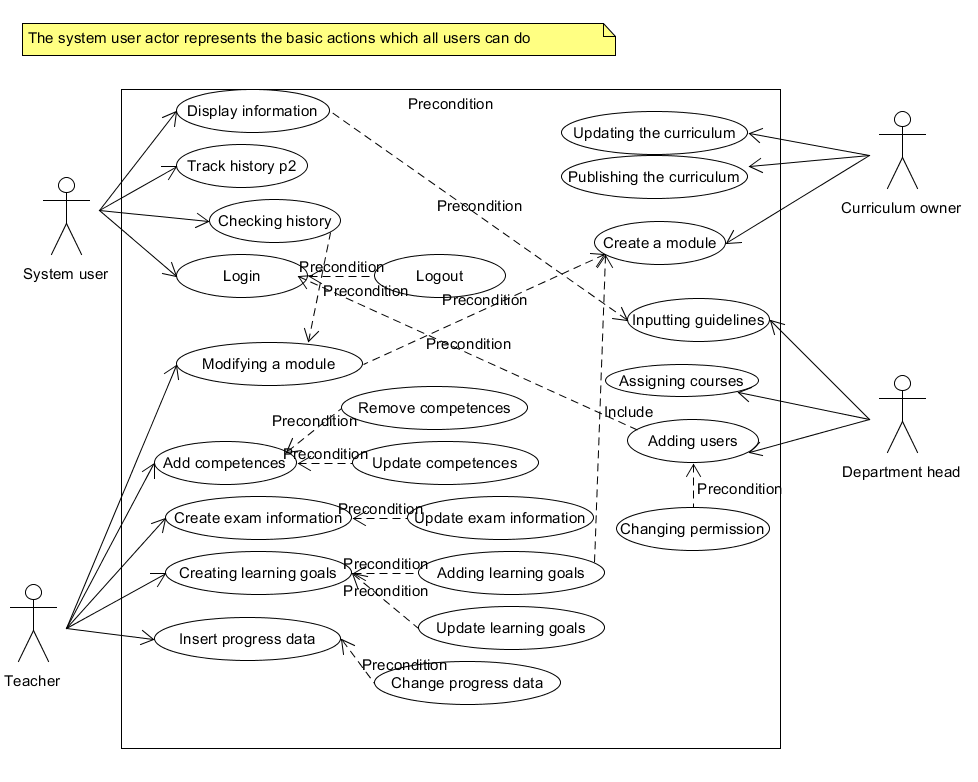 The system user actor represents the basic actions which all users can do
Precondition
Display information
Updating the curriculum
Track history p2
Publishing the curriculum
Precondition
Curriculum owner
Checking history
Create a module
System user
Precondition
Login
Logout
Precondition
Precondition
Inputting guidelines
Precondition
Modifying a module
Assigning courses
Remove competences
Include
Precondition
Adding users
Precondition
Add competences
Update competences
Department head
Precondition
Precondition
Create exam information
Update exam information
Changing permission
Precondition
Creating learning goals
Adding learning goals
Precondition
Update learning goals
Insert progress data
Precondition
Teacher
Change progress data